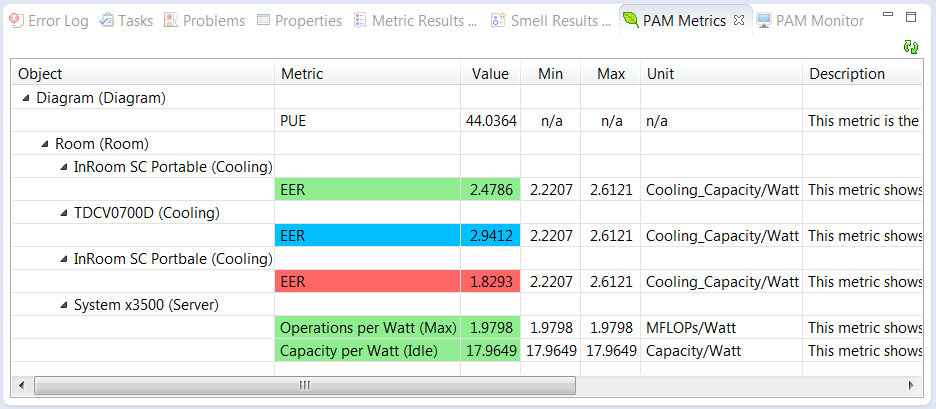 Error Log Tasks Problems Properties Metric Results ... Smell Results ... PAM Metrics PAM Monitor
Object Metric Value Min Max Unit Description
Diagram (Diagram)
PUE 44.0364 n/a n/a n/a This metric is the
Room (Room)
InRoom SC Portable (Cooling)
EER 2.4786 2.2207 2.6121 Cooling_Capacity/Watt This metric shows
TDCV0700D (Cooling)
EER 2.9412 2.2207 2.6121 Cooling_Capacity/Watt This metric shows
InRoom SC Portbale (Cooling)
EER 1.8293 2.2207 2.6121 Cooling_Capacity/Watt This metric shows
System x3500 (Server)
Operations per Watt (Max) 1.9798 1.9798 1.9798 MFLOPs/Watt This metric shows
Capacity per Watt (Idle) 17.9649 17.9649 17.9649 Capacity/Watt This metric shows